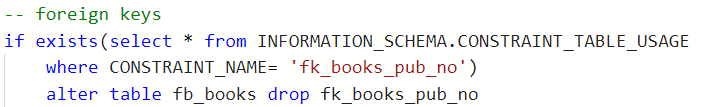 -- foreign keys
if exists(select * from INFORMATION_SCHEMA.CONSTRAINT_TABLE_USAGE
where CONSTRAINT_NAME= 'fk_books_pub_no')
alter table fb_books drop fk_books_pub_no